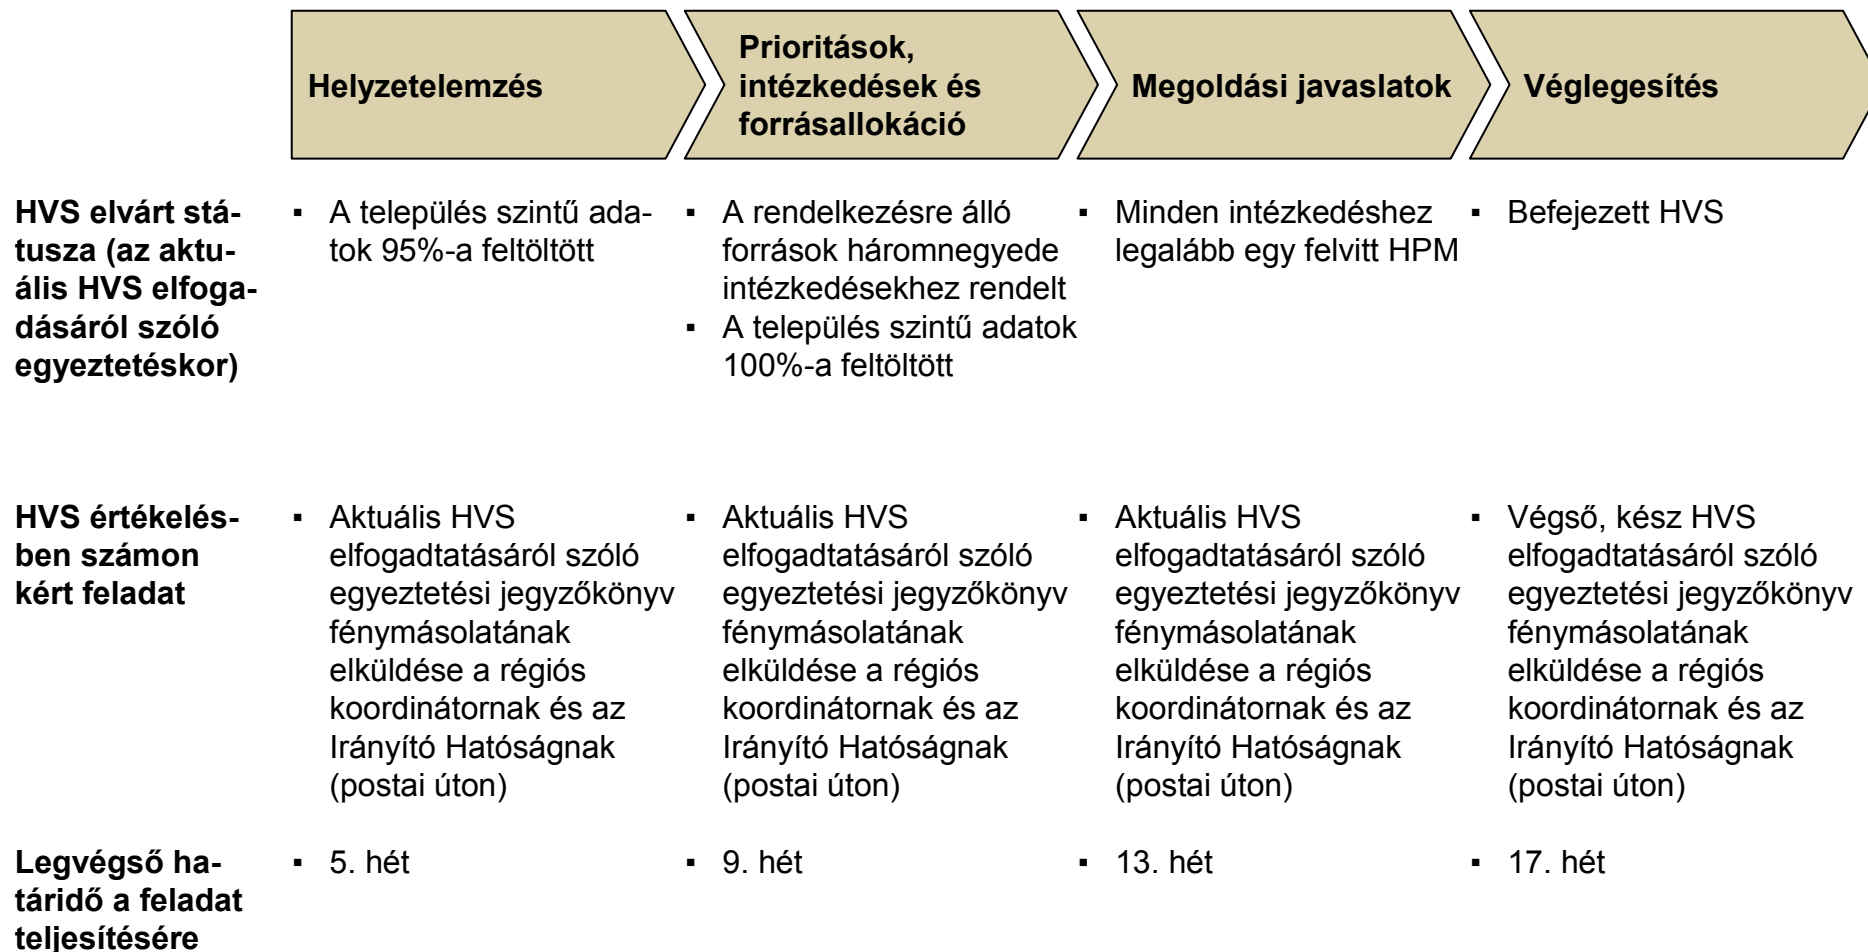 Helyzetelemzés
Prioritások,
intézkedések és
forrásallokáció
Megoldási javaslatok
Véglegesítés
HVS elvárt stá-
tusza (az aktu-
ális HVS elfoga-
dásáról szóló
egyeztetéskor)
▪ A település szintű ada-
tok 95%-a feltöltött
▪ A rendelkezésre álló
források háromnegyede
intézkedésekhez rendelt
▪ A település szintű adatok
100%-a feltöltött
▪ Minden intézkedéshez
legalább egy felvitt HPM
▪ Befejezett HVS
HVS értékelés-
ben számon
kért feladat
▪ Aktuális HVS
elfogadtatásáról szóló
egyeztetési jegyzőkönyv
fénymásolatának
elküldése a régiós
koordinátornak és az
Irányító Hatóságnak
(postai úton)
▪ Aktuális HVS
elfogadtatásáról szóló
egyeztetési jegyzőkönyv
fénymásolatának
elküldése a régiós
koordinátornak és az
Irányító Hatóságnak
(postai úton)
▪ Aktuális HVS
elfogadtatásáról szóló
egyeztetési jegyzőkönyv
fénymásolatának
elküldése a régiós
koordinátornak és az
Irányító Hatóságnak
(postai úton)
▪ Végső, kész HVS
elfogadtatásáról szóló
egyeztetési jegyzőkönyv
fénymásolatának
elküldése a régiós
koordinátornak és az
Irányító Hatóságnak
(postai úton)
Legvégső ha-
táridő a feladat
teljesítésére
▪ 5. hét
▪ 9. hét
▪ 13. hét
▪ 17. hét